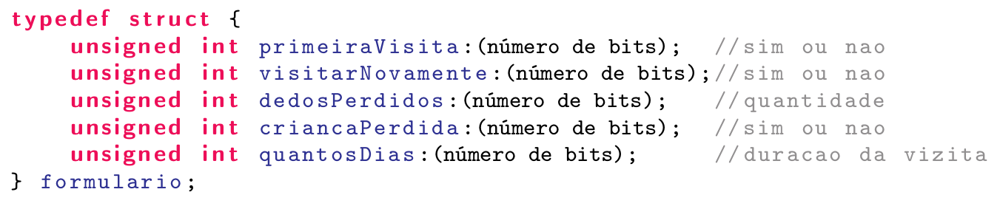 typedef struct {
    unsigned int primeiraVisita:(número de bits);  //sim ou nao
    unsigned int visitarNovamente:(número de bits);//sim ou nao
    unsigned int dedosPerdidos:(número de bits);   //quantidade
    unsigned int criancaPerdida:(número de bits);  //sim ou nao
    unsigned int quantosDias:(número de bits);     //duracao da vizita
} formulario;